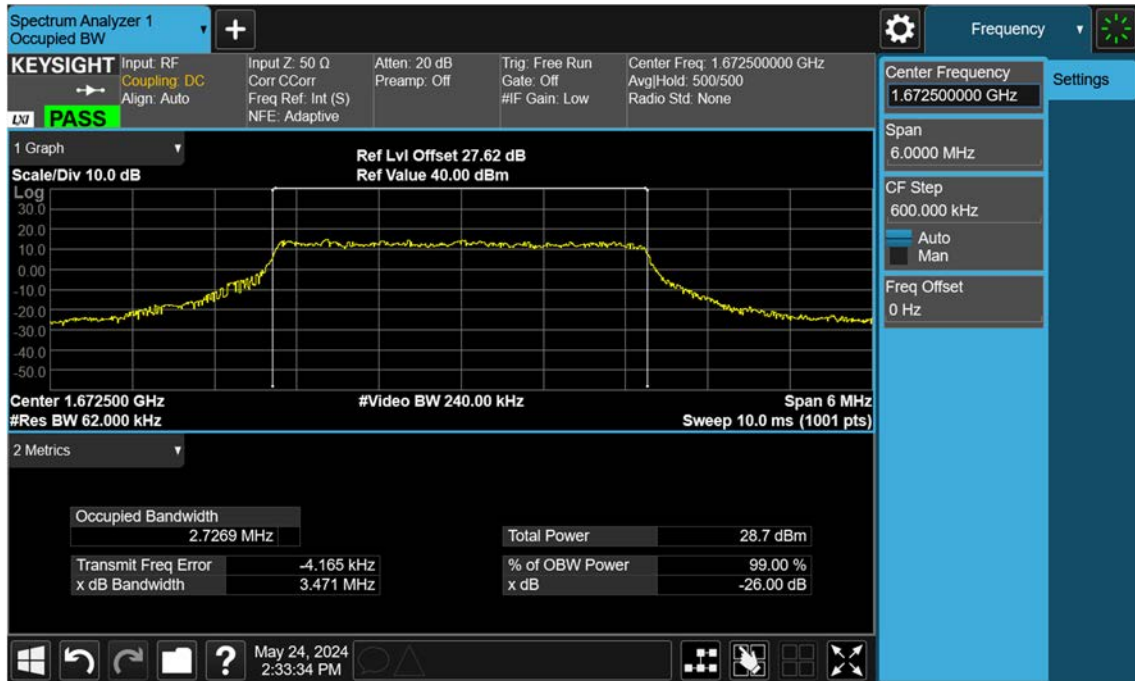 Spectrum Analyzer 1
Occupied BW
Frequency
KEYSIGHT
Input: RF
Coupling: DC
Align: Auto
Input Z: 50 Ω
Corr CCorr
Freq Ref: Int (S)
NFE: Adaptive
Atten: 20 dB
Preamp: Off
Trig: Free Run
Gate: Off
#IF Gain: Low
Center Freq: 1.672500000 GHz
Avg|Hold: 500/500
Radio Std: None
LXI PASS
Center Frequency
1.672500000 GHz
Settings
Span
6.0000 MHz
CF Step
600.000 kHz
Auto
Man
Freq Offset
0 Hz
1 Graph
Scale/Div 10.0 dB
Ref Lvl Offset 27.62 dB
Ref Value 40.00 dBm
Log
30.0
20.0
10.0
0.00
-10.0
-20.0
-30.0
-40.0
-50.0
Center 1.672500 GHz
#Video BW 240.00 kHz
Span 6 MHz
#Res BW 62.000 kHz
Sweep 10.0 ms (1001 pts)
2 Metrics
Occupied Bandwidth
2.7269 MHz
Total Power 28.7 dBm
Transmit Freq Error -4.165 kHz
% of OBW Power 99.00 %
x dB Bandwidth 3.471 MHz
x dB -26.00 dB
?
May 24, 2024
2:33:34 PM